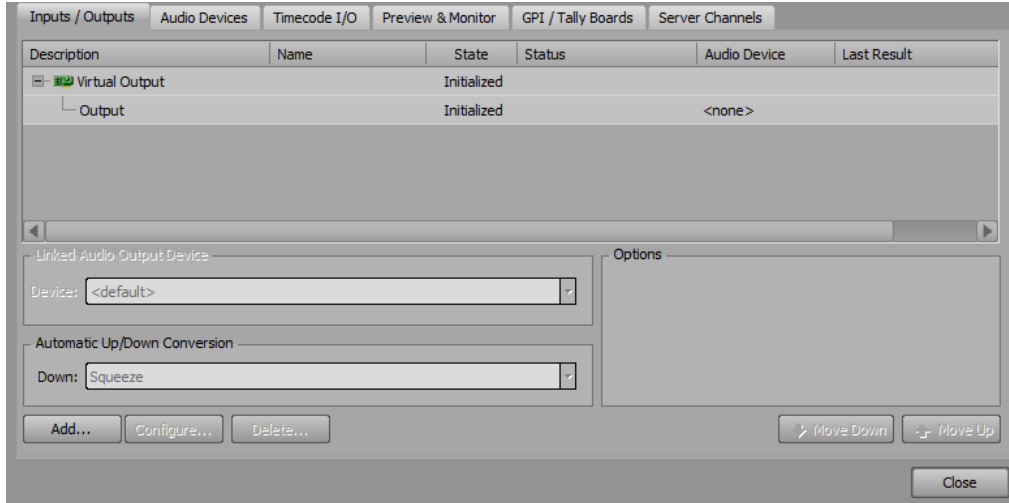 Inputs / Outputs Audio Devices Timecode I/O Preview & Monitor GPI / Tally Boards Server Channels
Description Name State Status Audio Device Last Result
Virtual Output Initialized
Output Initialized <none>
Linked Audio Output Device Options
Device: <default>
Automatic Up/Down Conversion
Down: Squeeze
Add... Configure... Delete... Move Down Move Up
Close